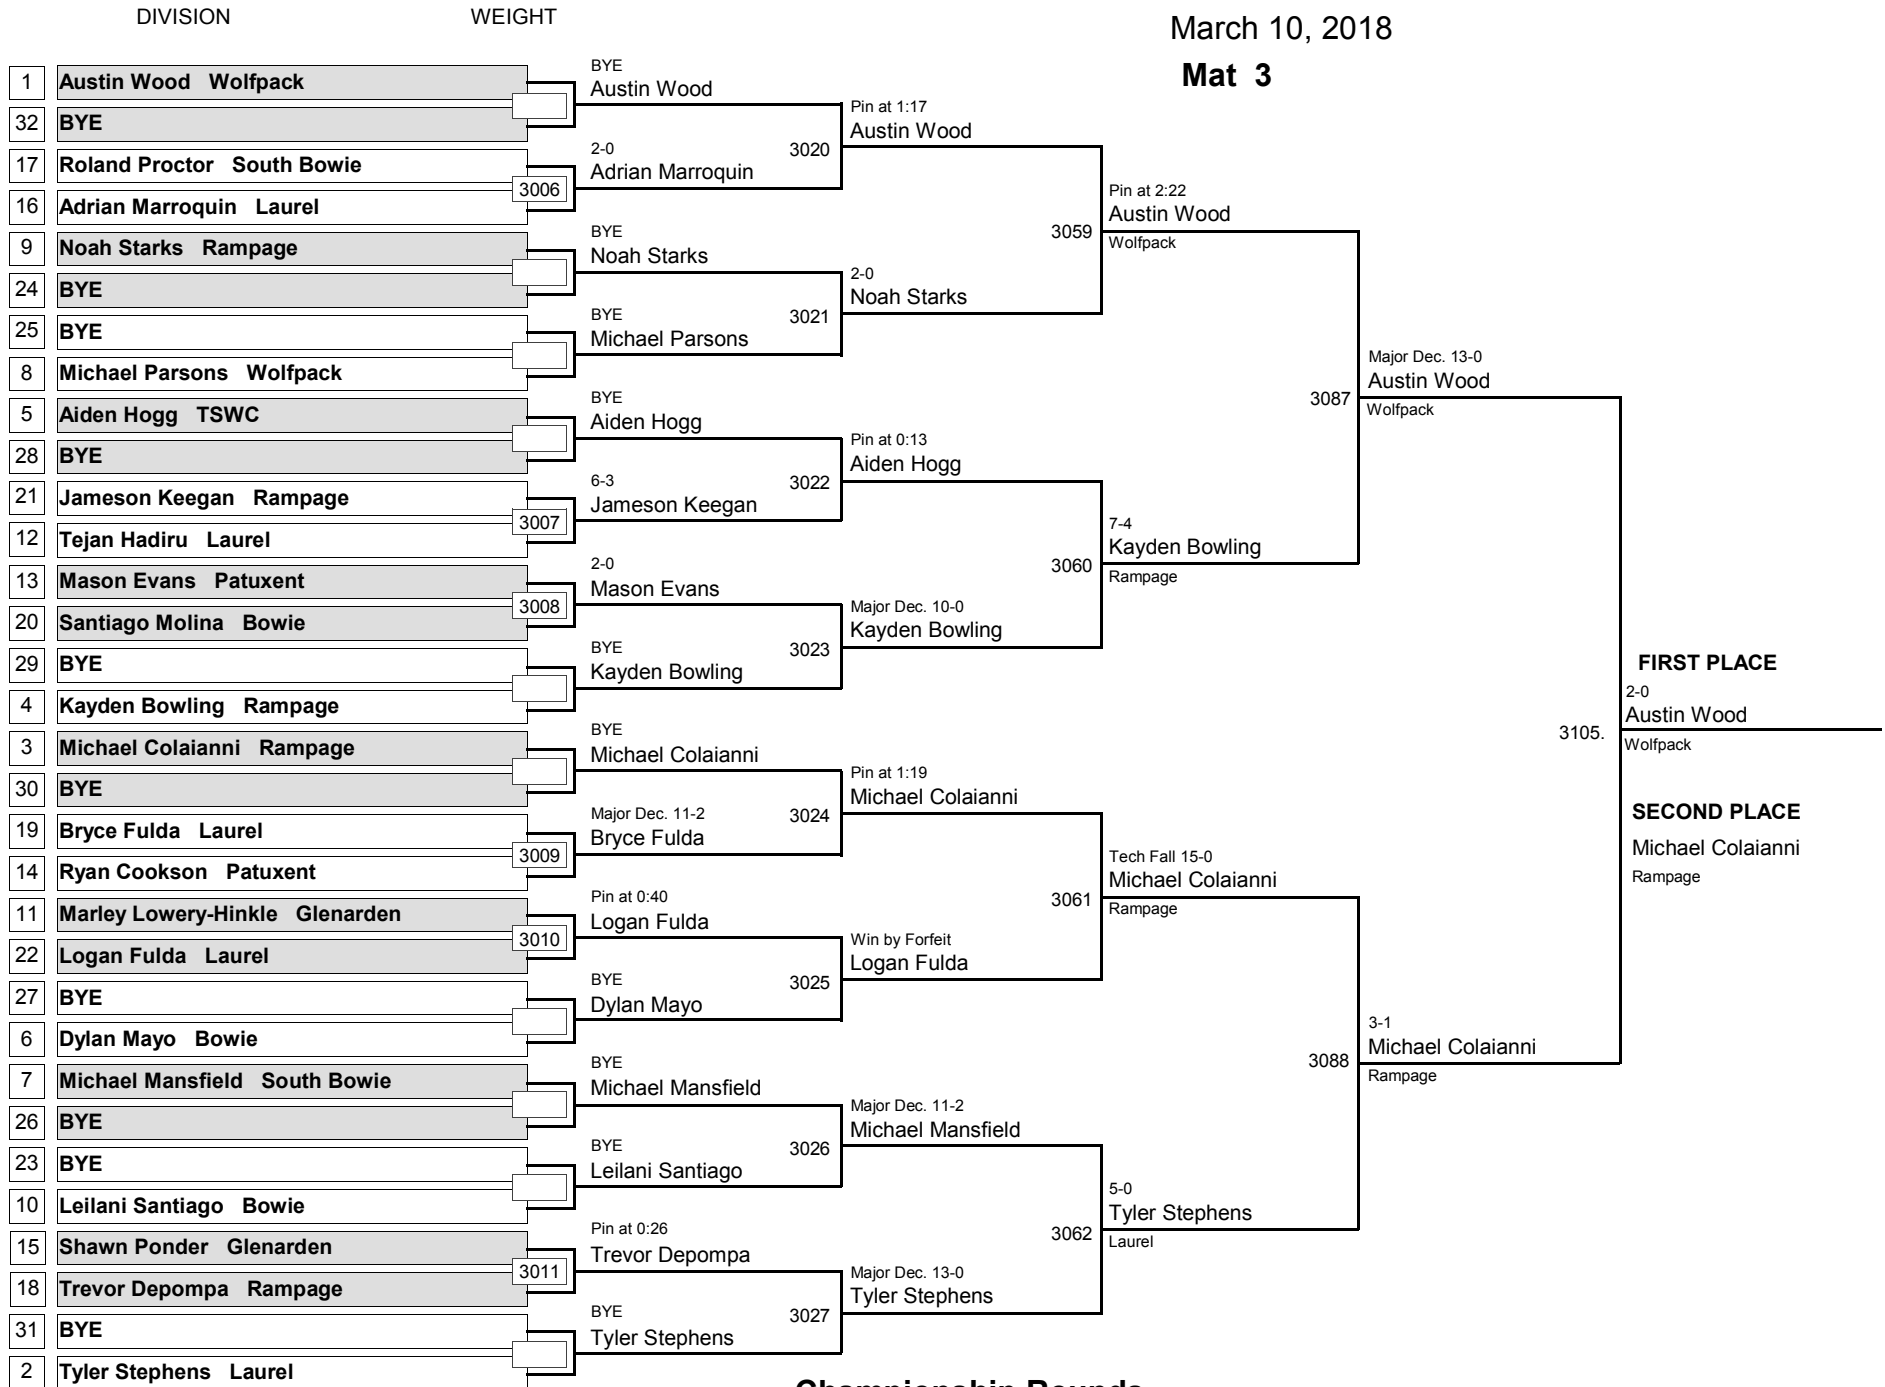 DIVISION WEIGHT
March 10, 2018
Mat 3
1 Austin Wood Wolfpack
32 BYE
17 Roland Proctor South Bowie
16 Adrian Marroquin Laurel
9 Noah Starks Rampage
24 BYE
25 BYE
8 Michael Parsons Wolfpack
5 Aiden Hogg TSWC
28 BYE
21 Jameson Keegan Rampage
12 Tejan Hadiru Laurel
13 Mason Evans Patuxent
20 Santiago Molina Bowie
29 BYE
4 Kayden Bowling Rampage
3 Michael Colaianni Rampage
30 BYE
19 Bryce Fulda Laurel
14 Ryan Cookson Patuxent
11 Marley Lowery-Hinkle Glenarden
22 Logan Fulda Laurel
27 BYE
6 Dylan Mayo Bowie
7 Michael Mansfield South Bowie
26 BYE
23 BYE
10 Leilani Santiago Bowie
15 Shawn Ponder Glenarden
18 Trevor Depompa Rampage
31 BYE
2 Tyler Stephens Laurel
3006
3007
3008
3009
3010
3011
BYE
Austin Wood
2-0
Adrian Marroquin
BYE
Noah Starks
BYE
Michael Parsons
BYE
Aiden Hogg
6-3
Jameson Keegan
2-0
Mason Evans
BYE
Kayden Bowling
BYE
Michael Colaianni
Major Dec. 11-2
Bryce Fulda
Pin at 0:40
Logan Fulda
BYE
Dylan Mayo
BYE
Michael Mansfield
BYE
Leilani Santiago
Pin at 0:26
Trevor Depompa
BYE
Tyler Stephens
3020
3021
3022
3023
3024
3025
3026
3027
Pin at 1:17
Austin Wood
2-0
Noah Starks
Pin at 0:13
Aiden Hogg
Major Dec. 10-0
Kayden Bowling
Pin at 1:19
Michael Colaianni
Win by Forfeit
Logan Fulda
Major Dec. 11-2
Michael Mansfield
Major Dec. 13-0
Tyler Stephens
3059
3060
3061
3062
Pin at 2:22
Austin Wood
Wolfpack
7-4
Kayden Bowling
Rampage
Tech Fall 15-0
Michael Colaianni
Rampage
5-0
Tyler Stephens
Laurel
3087
3088
Major Dec. 13-0
Austin Wood
Wolfpack
3-1
Michael Colaianni
Rampage
3105.
FIRST PLACE
2-0
Austin Wood
Wolfpack
SECOND PLACE
Michael Colaianni
Rampage
Championship Rounds